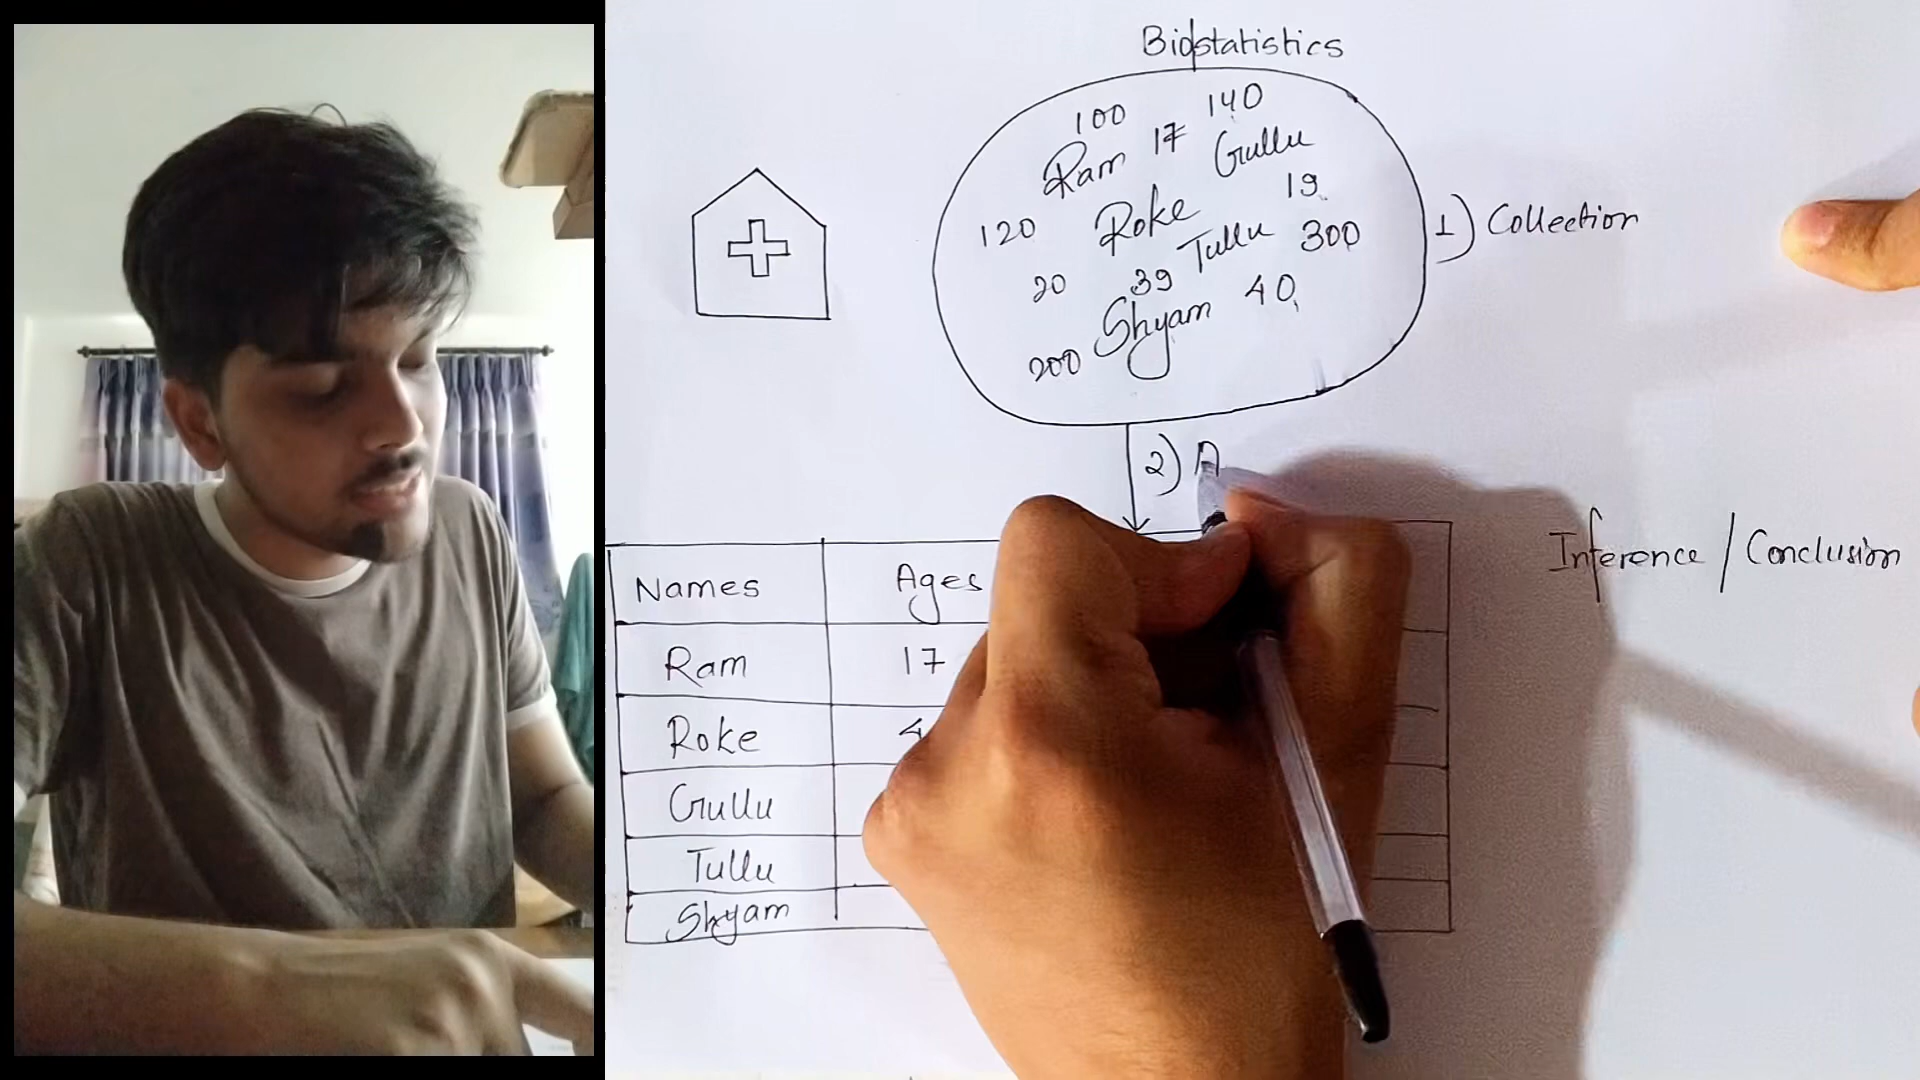 Biostatistics
100 140
Ram 17 Gullu
19
120 Roke Tullu 300
20 39
Shyam 40
200
1) Collection
2) A
Inference / Conclusion
Names Ages
Ram 17
Roke 4
Gullu
Tullu
Shyam